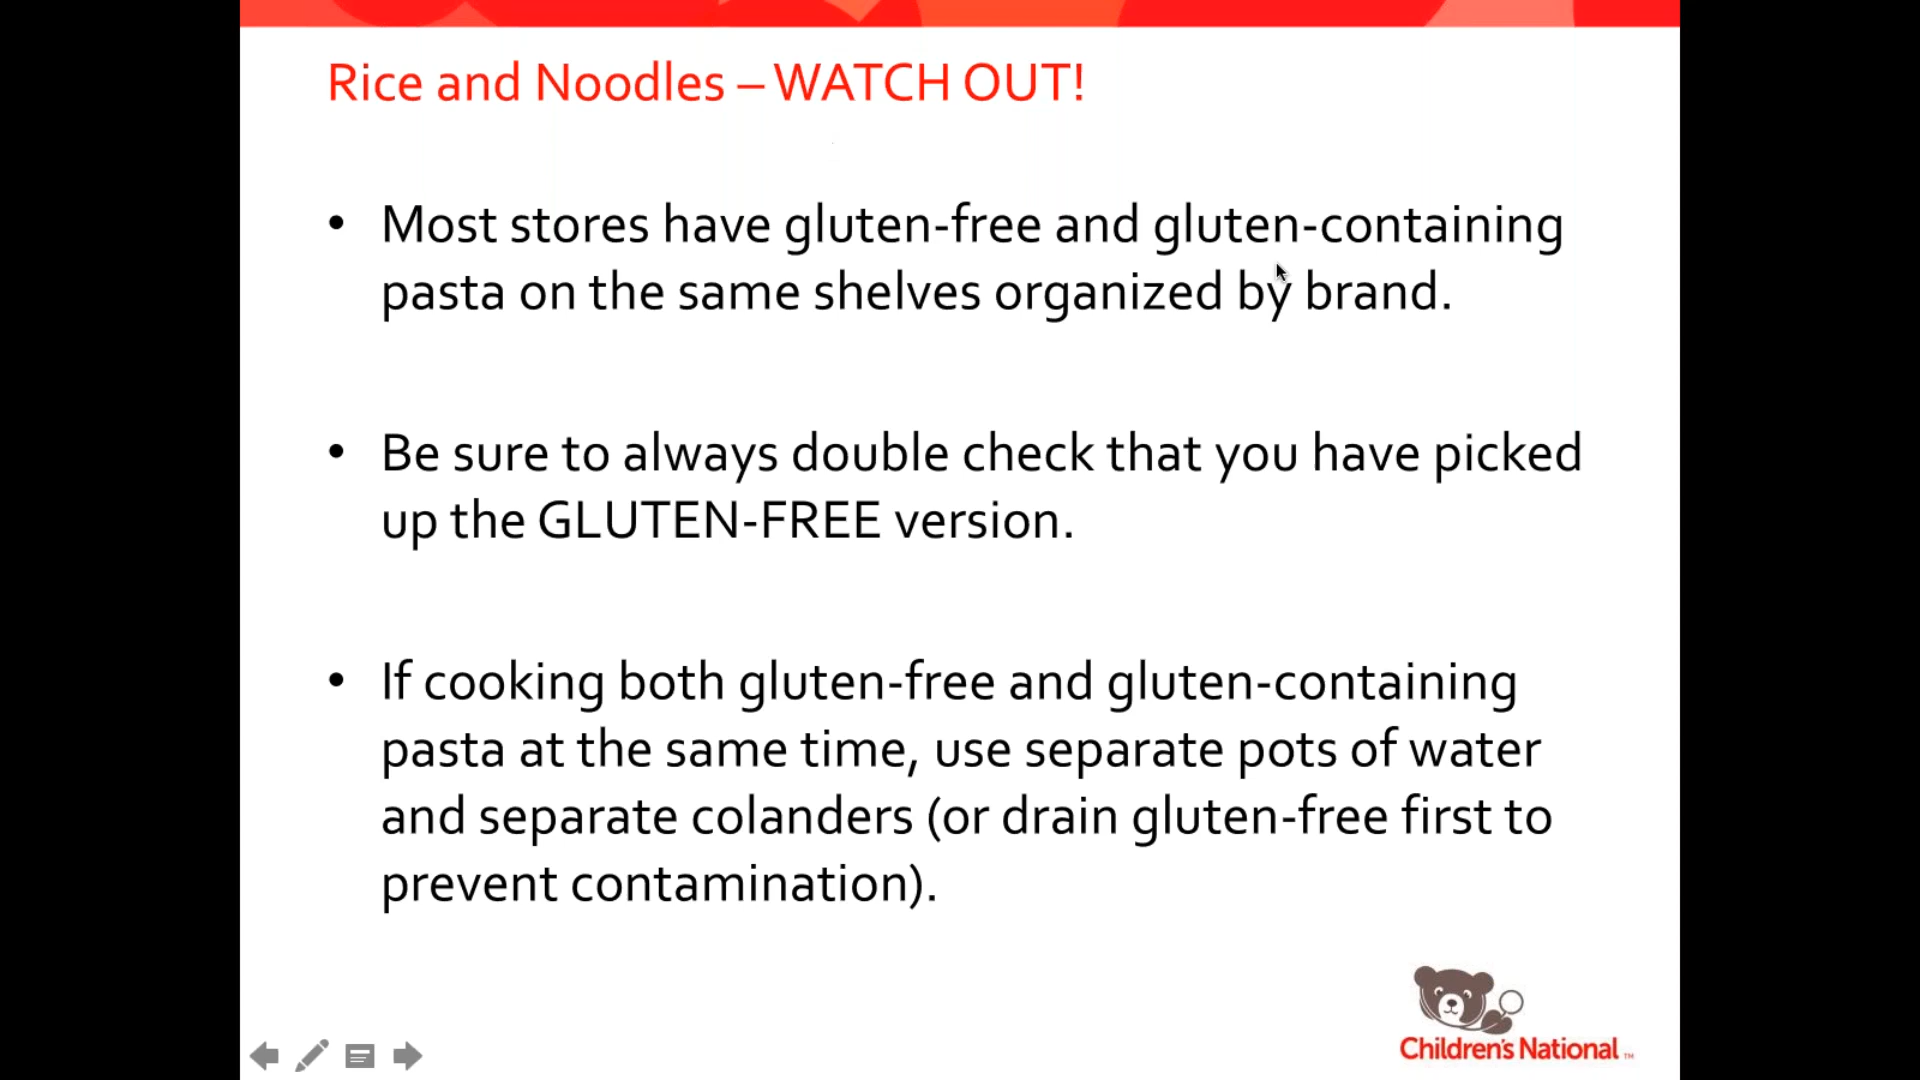 Rice and Noodles – WATCH OUT!
• Most stores have gluten-free and gluten-containing
pasta on the same shelves organized by brand.
• Be sure to always double check that you have picked
up the GLUTEN-FREE version.
• If cooking both gluten-free and gluten-containing
pasta at the same time, use separate pots of water
and separate colanders (or drain gluten-free first to
prevent contamination).
Children's National ™